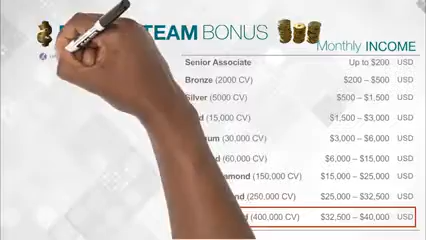 TEAM BONUS
Monthly INCOME
Senior Associate Up to $200 USD
Bronze (2000 CV) $200 – $500 USD
Silver (5000 CV) $500 – $1,500 USD
(15,000 CV) $1,500 – $3,000 USD
(30,000 CV) $3,000 – $6,000 USD
(60,000 CV) $6,000 – $15,000 USD
(150,000 CV) $15,000 – $25,000 USD
(250,000 CV) $25,000 – $32,500 USD
(400,000 CV) $32,500 – $40,000 USD